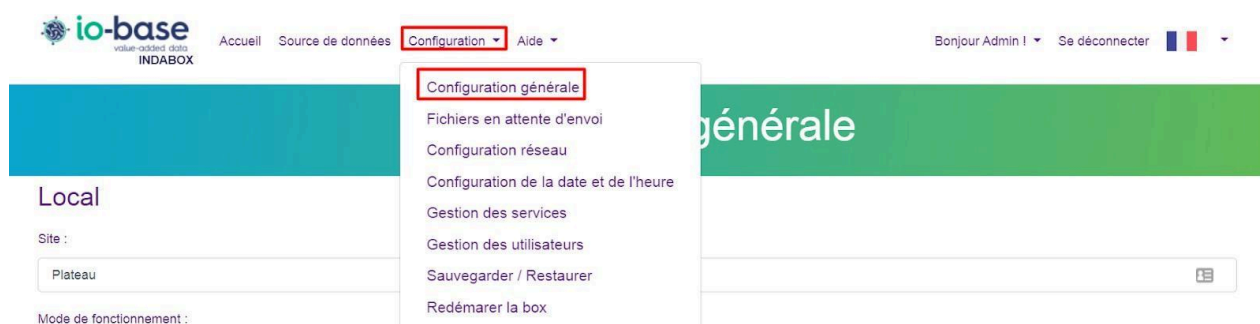 io-base
value-added data
INDABOX
Accueil Source de données Configuration Aide Bonjour Admin ! Se déconnecter
Configuration générale
Fichiers en attente d'envoi
générale
Configuration réseau
Configuration de la date et de l'heure
Local
Gestion des services
Site :
Gestion des utilisateurs
Plateau
Sauvegarder / Restaurer
Redémarer la box
Mode de fonctionnement :